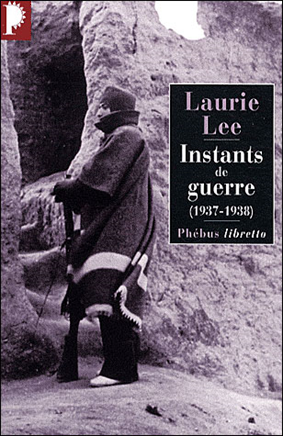 Laurie
Lee
Instants
de
guerre
(1937-1938)
Phébus libretto